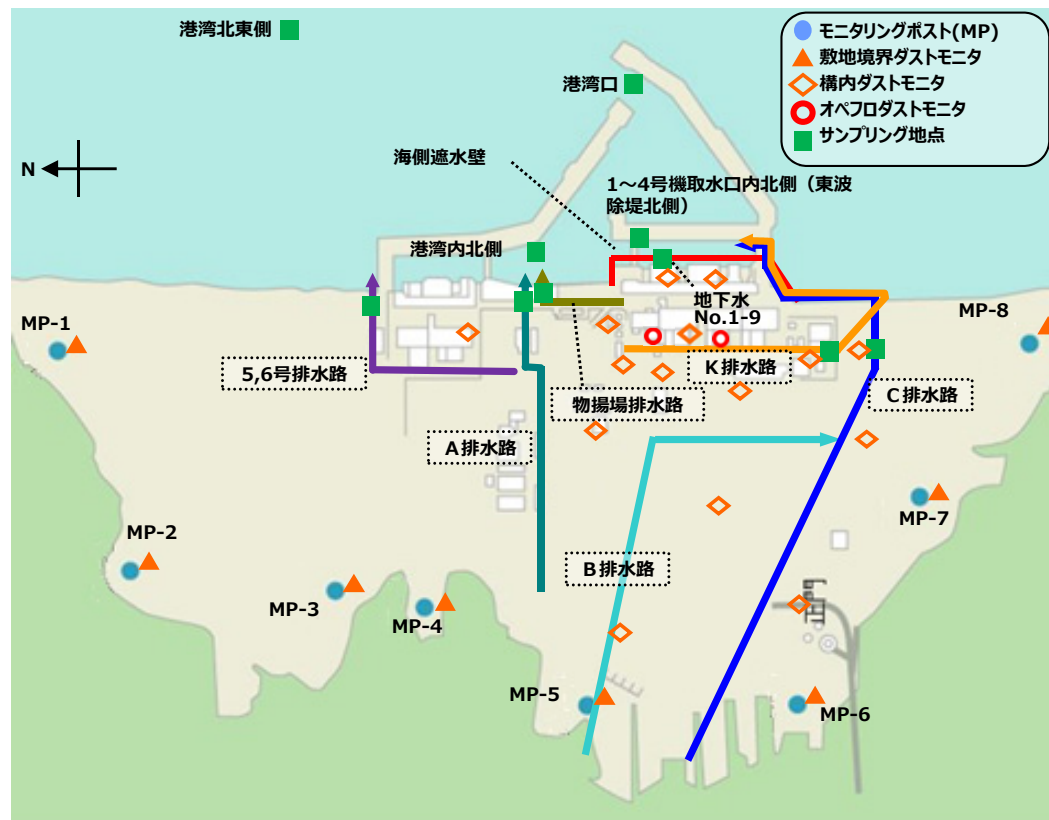 港湾北東側
モニタリングポスト(MP)
敷地境界ダストモニタ
構内ダストモニタ
オペフロダストモニタ
サンプリング地点
港湾口
N
海側遮水壁
1～4号機取水口内北側（東波
除堤北側）
港湾内北側
地下水
No.1-9
MP-1
MP-8
5,6号排水路
K排水路
物揚場排水路
C排水路
A排水路
MP-7
MP-2
B排水路
MP-3
MP-4
正門
MP-5
MP-6